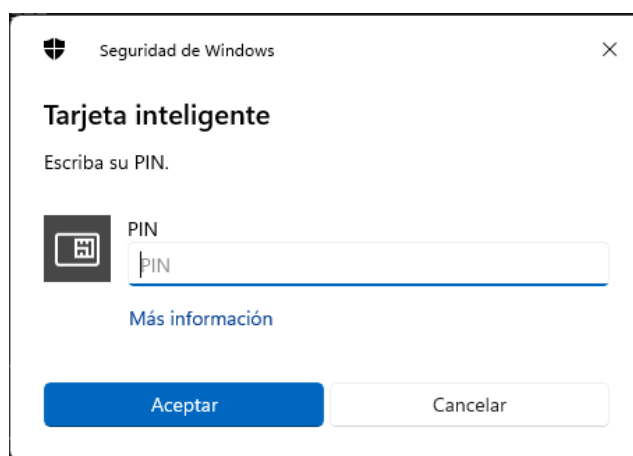 Seguridad de Windows
Tarjeta inteligente
Escriba su PIN.
PIN
PIN
Más información
Aceptar Cancelar